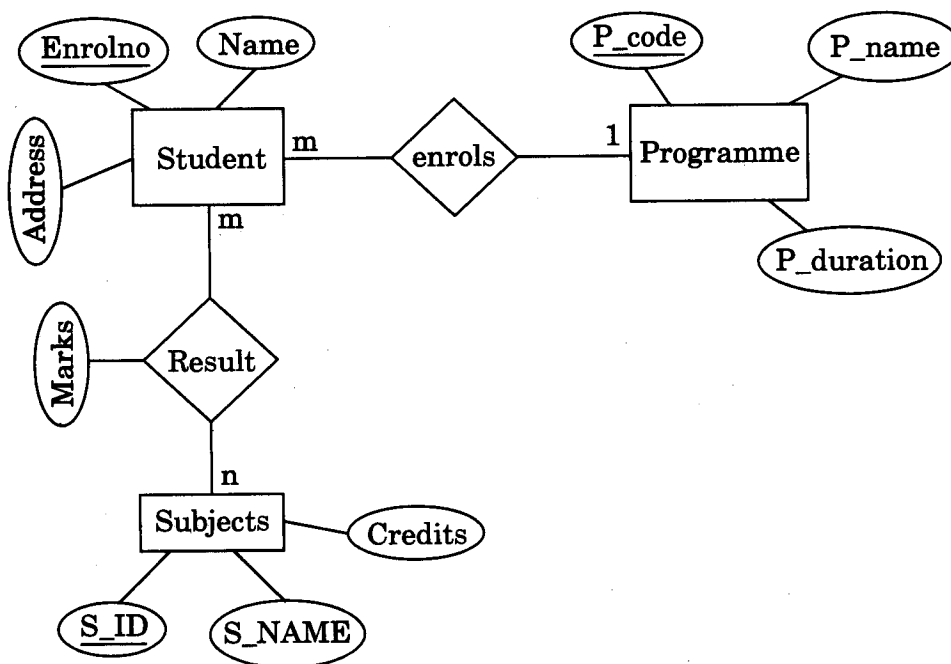 Enrolno
Name
P_code
P_name
Address
Student
m
enrols
1
Programme
m
P_duration
Marks
Result
n
Subjects
Credits
S_ID
S_NAME